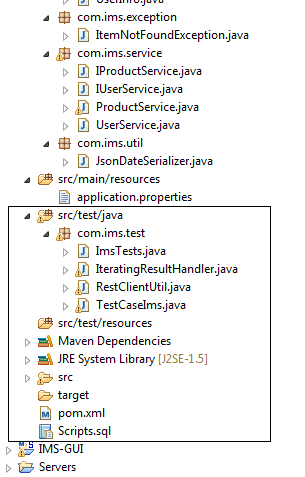 UserInfo.java
com.ims.exception
ItemNotFoundException.java
com.ims.service
IProductService.java
IUserService.java
ProductService.java
UserService.java
com.ims.util
JsonDateSerializer.java
src/main/resources
application.properties
src/test/java
com.ims.test
ImsTests.java
IteratingResultHandler.java
RestClientUtil.java
TestCaseIms.java
src/test/resources
Maven Dependencies
JRE System Library [J2SE-1.5]
src
target
pom.xml
Scripts.sql
IMS-GUI
Servers